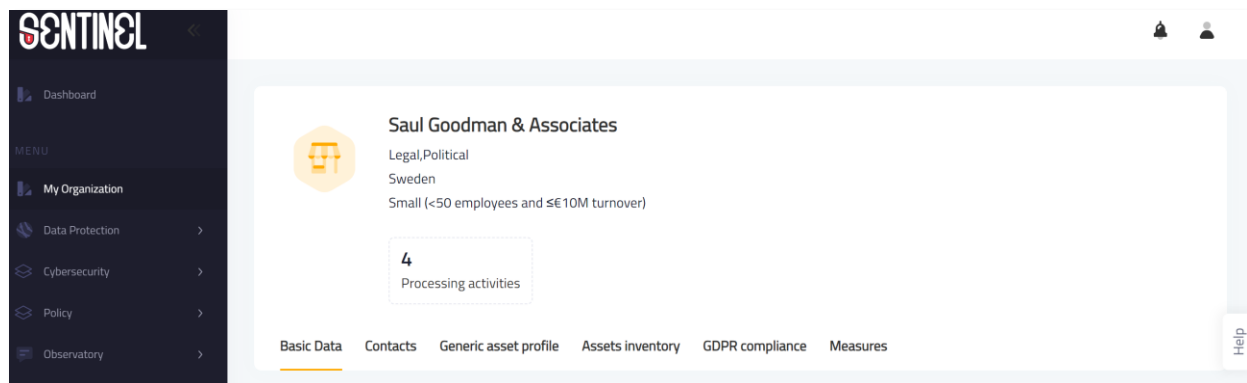 SENTINEL
Dashboard
MENU
My Organization
Data Protection
Cybersecurity
Policy
Observatory
Saul Goodman & Associates
Legal,Political
Sweden
Small (<50 employees and ≤€10M turnover)
4
Processing activities
Basic Data Contacts Generic asset profile Assets inventory GDPR compliance Measures
Help